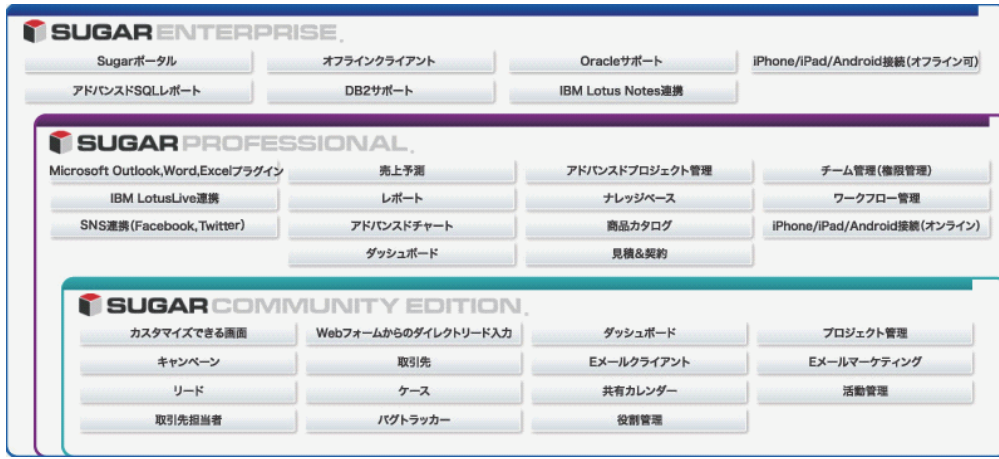 SUGAR ENTERPRISE.
Sugarポータル オフラインクライアント Oracleサポート iPhone/iPad/Android接続(オフライン可)
アドバンスドSQLレポート DB2サポート IBM Lotus Notes連携
SUGAR PROFESSIONAL.
Microsoft Outlook,Word,Excelプラグイン 売上予測 アドバンスドプロジェクト管理 チーム管理(権限管理)
IBM LotusLive連携 レポート ナレッジベース ワークフロー管理
SNS連携(Facebook,Twitter) アドバンスドチャート 商品カタログ iPhone/iPad/Android接続(オンライン)
ダッシュボード 見積&契約
SUGAR COMMUNITY EDITION.
カスタマイズできる画面 Webフォームからのダイレクトリード入力 ダッシュボード プロジェクト管理
キャンペーン 取引先 Eメールクライアント Eメールマーケティング
リード ケース 共有カレンダー 活動管理
取引先担当者 バグトラッカー 役割管理